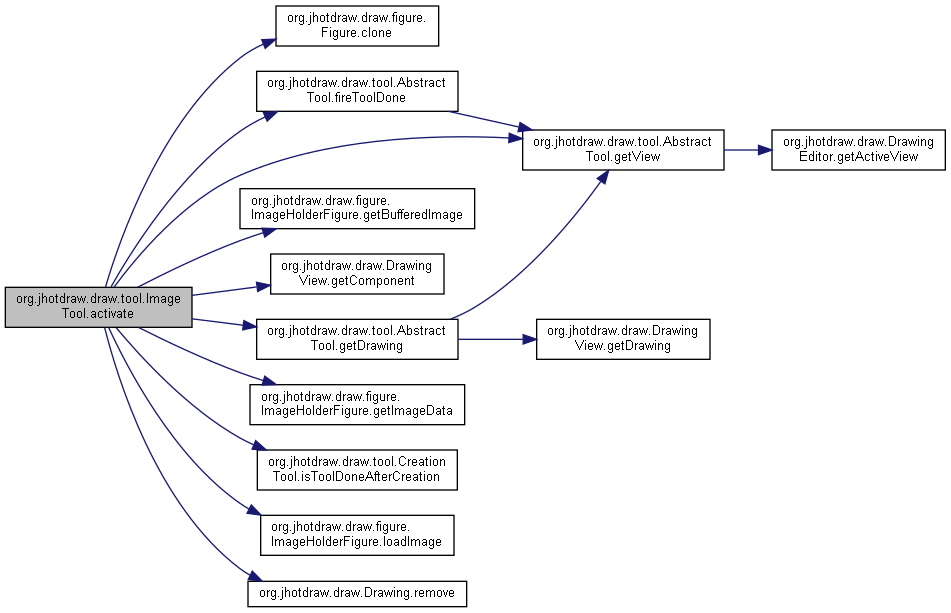 org.jhotdraw.draw.figure.
Figure.clone
org.jhotdraw.draw.tool.Abstract
Tool.fireToolDone
org.jhotdraw.draw.tool.Abstract
Tool.getView
org.jhotdraw.draw.Drawing
Editor.getActiveView
org.jhotdraw.draw.figure.
ImageHolderFigure.getBufferedImage
org.jhotdraw.draw.Drawing
View.getComponent
org.jhotdraw.draw.tool.Image
Tool.activate
org.jhotdraw.draw.tool.Abstract
Tool.getDrawing
org.jhotdraw.draw.Drawing
View.getDrawing
org.jhotdraw.draw.figure.
ImageHolderFigure.getImageData
org.jhotdraw.draw.tool.Creation
Tool.isToolDoneAfterCreation
org.jhotdraw.draw.figure.
ImageHolderFigure.loadImage
org.jhotdraw.draw.Drawing.remove